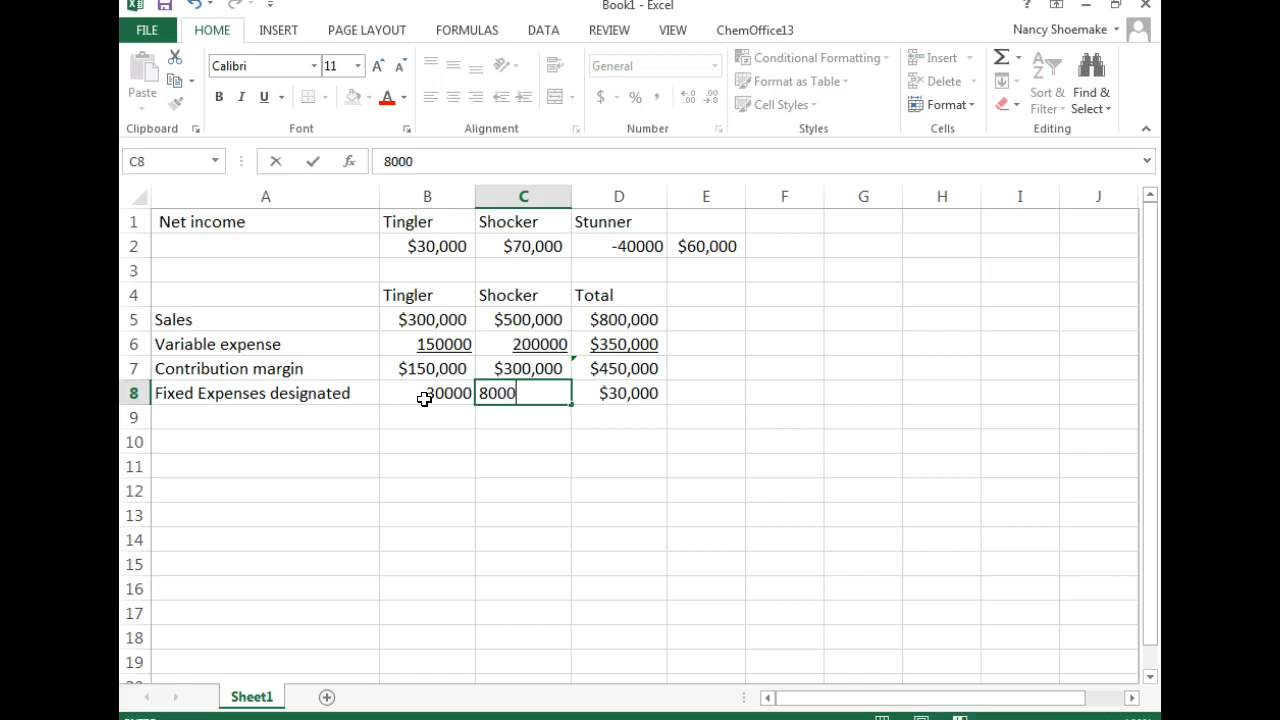 Book1 - Excel
FILE HOME INSERT PAGE LAYOUT FORMULAS DATA REVIEW VIEW ChemOffice13 Nancy Shoemake
Paste
Calibri 11
B I U A
General
$ % ,
Conditional Formatting
Format as Table
Cell Styles
Insert
Delete
Format
Sort &
Filter
Find &
Select
Clipboard Font Alignment Number Styles Cells Editing
C8 fx 8000
A B C D E F G H I J
1 Net income Tingler Shocker Stunner
2 $30,000 $70,000 -40000 $60,000
3
4 Tingler Shocker Total
5 Sales $300,000 $500,000 $800,000
6 Variable expense 150000 200000 $350,000
7 Contribution margin $150,000 $300,000 $450,000
8 Fixed Expenses designated 30000 8000 $30,000
9
10
11
12
13
14
15
16
17
18
19
Sheet1